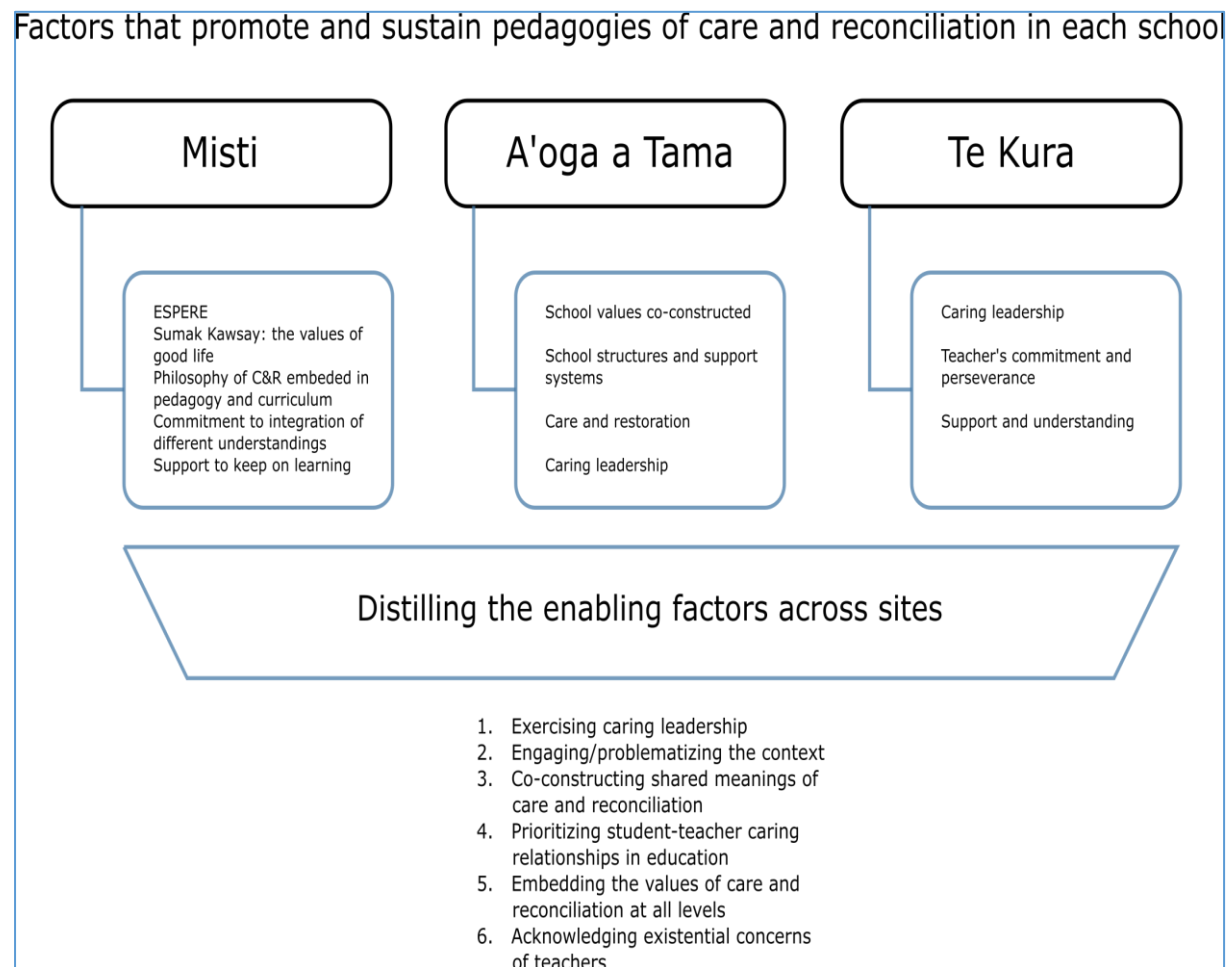 Factors that promote and sustain pedagogies of care and reconciliation in each school
Misti
A'oga a Tama
Te Kura
ESPERE
Sumak Kawsay: the values of
good life
Philosophy of C&R embeded in
pedagogy and curriculum
Commitment to integration of
different understandings
Support to keep on learning
School values co-constructed
School structures and support
systems
Care and restoration
Caring leadership
Caring leadership
Teacher's commitment and
perseverance
Support and understanding
Distilling the enabling factors across sites
1. Exercising caring leadership
2. Engaging/problematizing the context
3. Co-constructing shared meanings of
care and reconciliation
4. Prioritizing student-teacher caring
relationships in education
5. Embedding the values of care and
reconciliation at all levels
6. Acknowledging existential concerns
of teachers